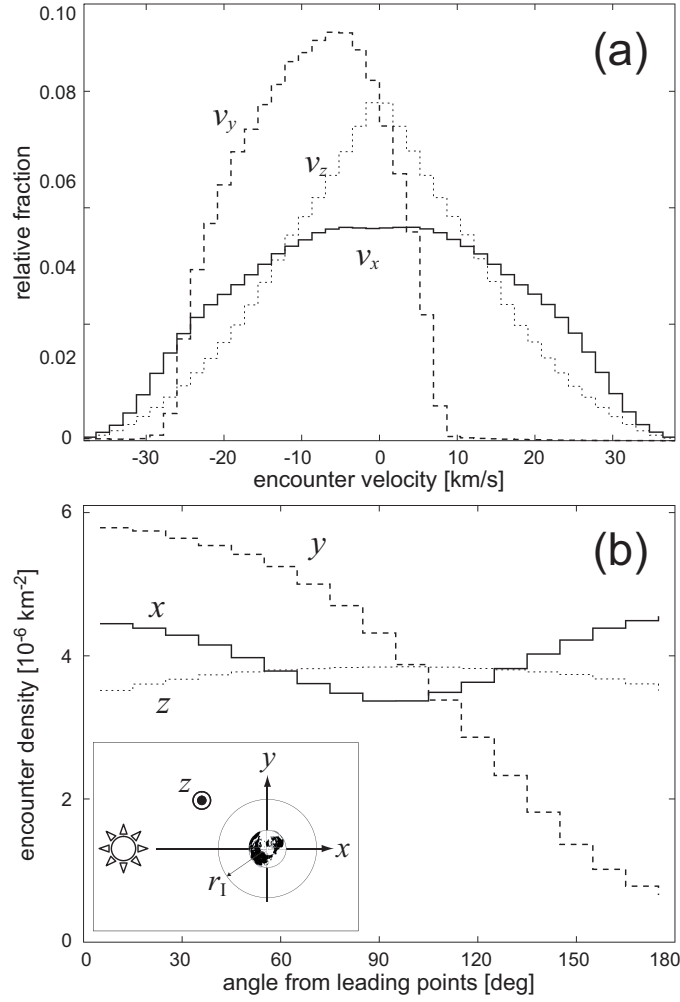 0.10
0.08
0.06
0.04
0.02
0
relative fraction
(a)
v_y
v_z
v_x
-30 -20 -10 0 10 20 30
encounter velocity [km/s]
6
4
2
0
encounter density [10^-6 km^-2]
(b)
y
x
z
y
z
x
r_I
0 30 60 90 120 150 180
angle from leading points [deg]